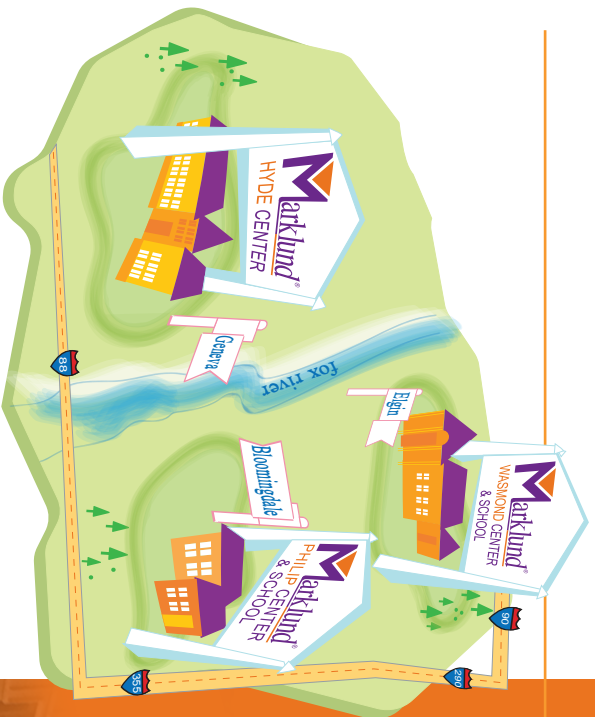 Marklund®
HYDE CENTER
Geneva
fox river
88
Elgin
Marklund®
WASMOND CENTER
& SCHOOL
90
Bloomingdale
Marklund®
PHILIP CENTER
& SCHOOL
290
355